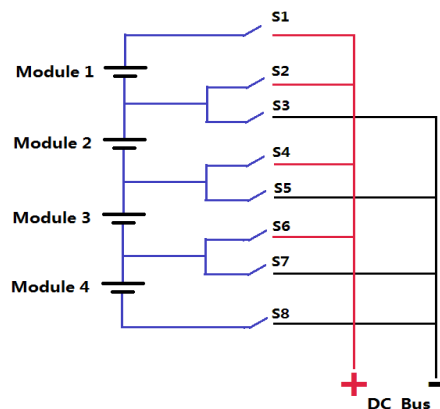 S1
Module 1
S2
S3
Module 2
S4
S5
Module 3
S6
S7
Module 4
S8
+ DC Bus -